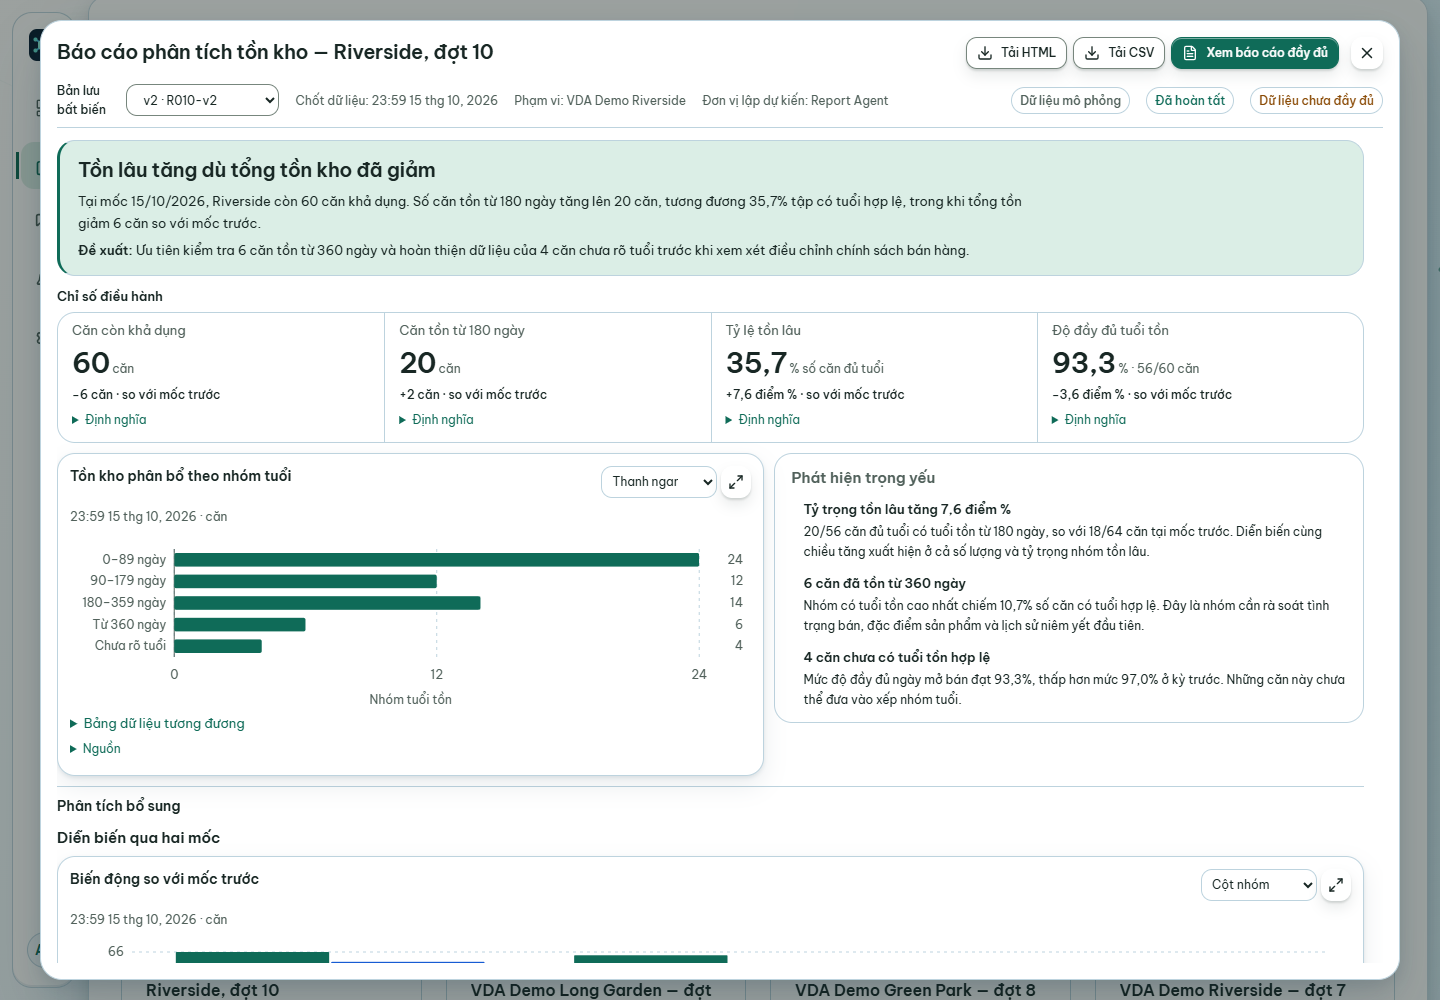 Báo cáo phân tích tồn kho — Riverside, đợt 10
Tải HTML
Tải CSV
Xem báo cáo đầy đủ
Bản lưu
bất biến
v2 · R010-v2
Chốt dữ liệu: 23:59 15 thg 10, 2026
Phạm vi: VDA Demo Riverside
Đơn vị lập dự kiến: Report Agent
Dữ liệu mô phỏng
Đã hoàn tất
Dữ liệu chưa đầy đủ
Tồn lâu tăng dù tổng tồn kho đã giảm
Tại mốc 15/10/2026, Riverside còn 60 căn khả dụng. Số căn tồn từ 180 ngày tăng lên 20 căn, tương đương 35,7% tập có tuổi hợp lệ, trong khi tổng tồn
giảm 6 căn so với mốc trước.
Đề xuất: Ưu tiên kiểm tra 6 căn tồn từ 360 ngày và hoàn thiện dữ liệu của 4 căn chưa rõ tuổi trước khi xem xét điều chỉnh chính sách bán hàng.
Chỉ số điều hành
Căn còn khả dụng
60 căn
-6 căn · so với mốc trước
Định nghĩa
Căn tồn từ 180 ngày
20 căn
+2 căn · so với mốc trước
Định nghĩa
Tỷ lệ tồn lâu
35,7 % số căn đủ tuổi
+7,6 điểm % · so với mốc trước
Định nghĩa
Độ đầy đủ tuổi tồn
93,3 % · 56/60 căn
-3,6 điểm % · so với mốc trước
Định nghĩa
Tồn kho phân bổ theo nhóm tuổi
Thanh ngar
23:59 15 thg 10, 2026 · căn
0–89 ngày 24
90–179 ngày 12
180–359 ngày 14
Từ 360 ngày 6
Chưa rõ tuổi 4
0 12 24
Nhóm tuổi tồn
Bảng dữ liệu tương đương
Nguồn
Phát hiện trọng yếu
Tỷ trọng tồn lâu tăng 7,6 điểm %
20/56 căn đủ tuổi có tuổi tồn từ 180 ngày, so với 18/64 căn tại mốc trước. Diễn biến cùng
chiều tăng xuất hiện ở cả số lượng và tỷ trọng nhóm tồn lâu.
6 căn đã tồn từ 360 ngày
Nhóm có tuổi tồn cao nhất chiếm 10,7% số căn có tuổi hợp lệ. Đây là nhóm cần rà soát tình
trạng bán, đặc điểm sản phẩm và lịch sử niêm yết đầu tiên.
4 căn chưa có tuổi tồn hợp lệ
Mức độ đầy đủ ngày mở bán đạt 93,3%, thấp hơn mức 97,0% ở kỳ trước. Những căn này chưa
thể đưa vào xếp nhóm tuổi.
Phân tích bổ sung
Diễn biến qua hai mốc
Biến động so với mốc trước
Cột nhóm
23:59 15 thg 10, 2026 · căn
66
Riverside, đợt 10
VDA Demo Long Garden — đợt
VDA Demo Green Park — đợt 8
VDA Demo Riverside — đợt 7